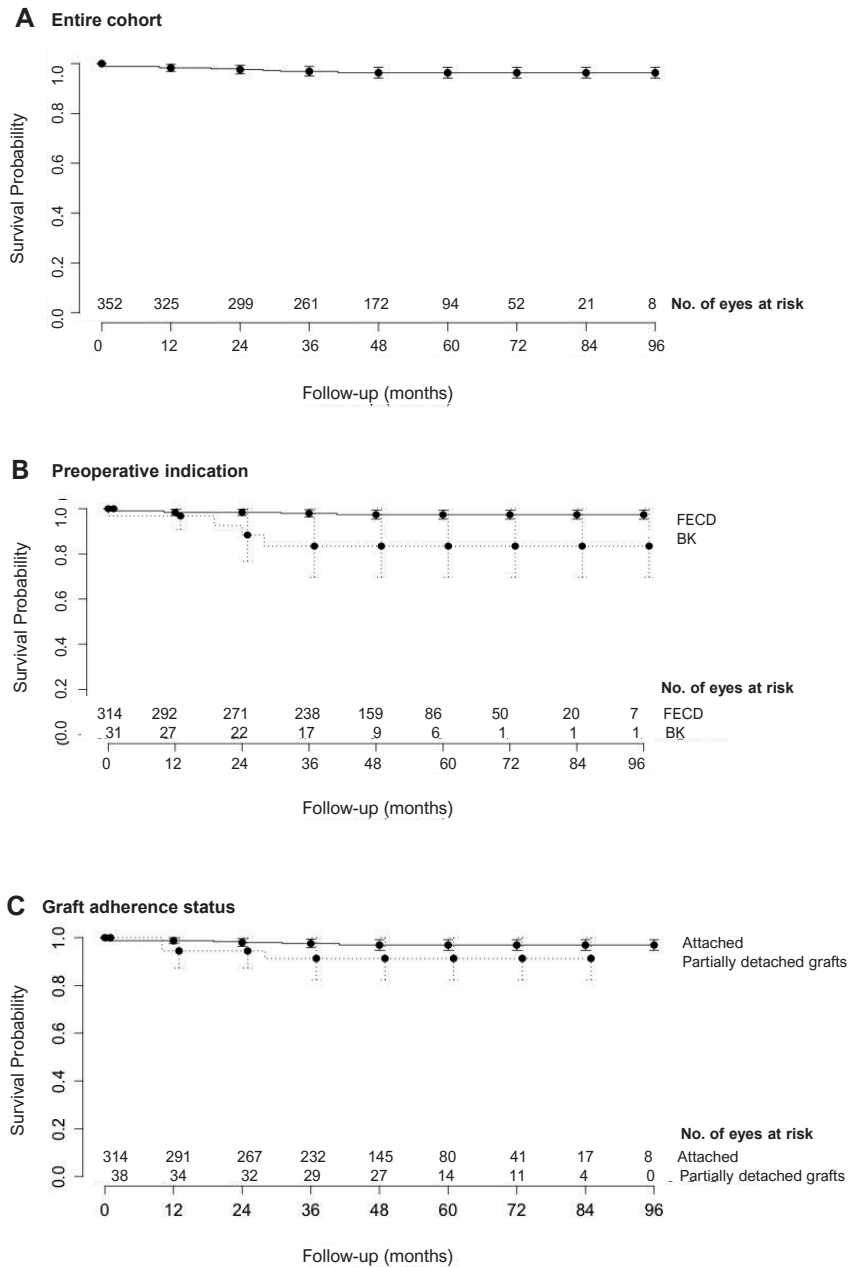 A Entire cohort
Survival Probability
1.0
0.8
0.6
0.4
0.2
0.0
352 325 299 261 172 94 52 21 8 No. of eyes at risk
0 12 24 36 48 60 72 84 96
Follow-up (months)
B Preoperative indication
Survival Probability
1.0
0.8
0.6
0.4
0.2
0.0
FECD
BK
No. of eyes at risk
314 292 271 238 159 86 50 20 7 FECD
31 27 22 17 9 6 1 1 1 BK
0 12 24 36 48 60 72 84 96
Follow-up (months)
C Graft adherence status
Survival Probability
1.0
0.8
0.6
0.4
0.2
0.0
Attached
Partially detached grafts
No. of eyes at risk
314 291 267 232 145 80 41 17 8 Attached
38 34 32 29 27 14 11 4 0 Partially detached grafts
0 12 24 36 48 60 72 84 96
Follow-up (months)